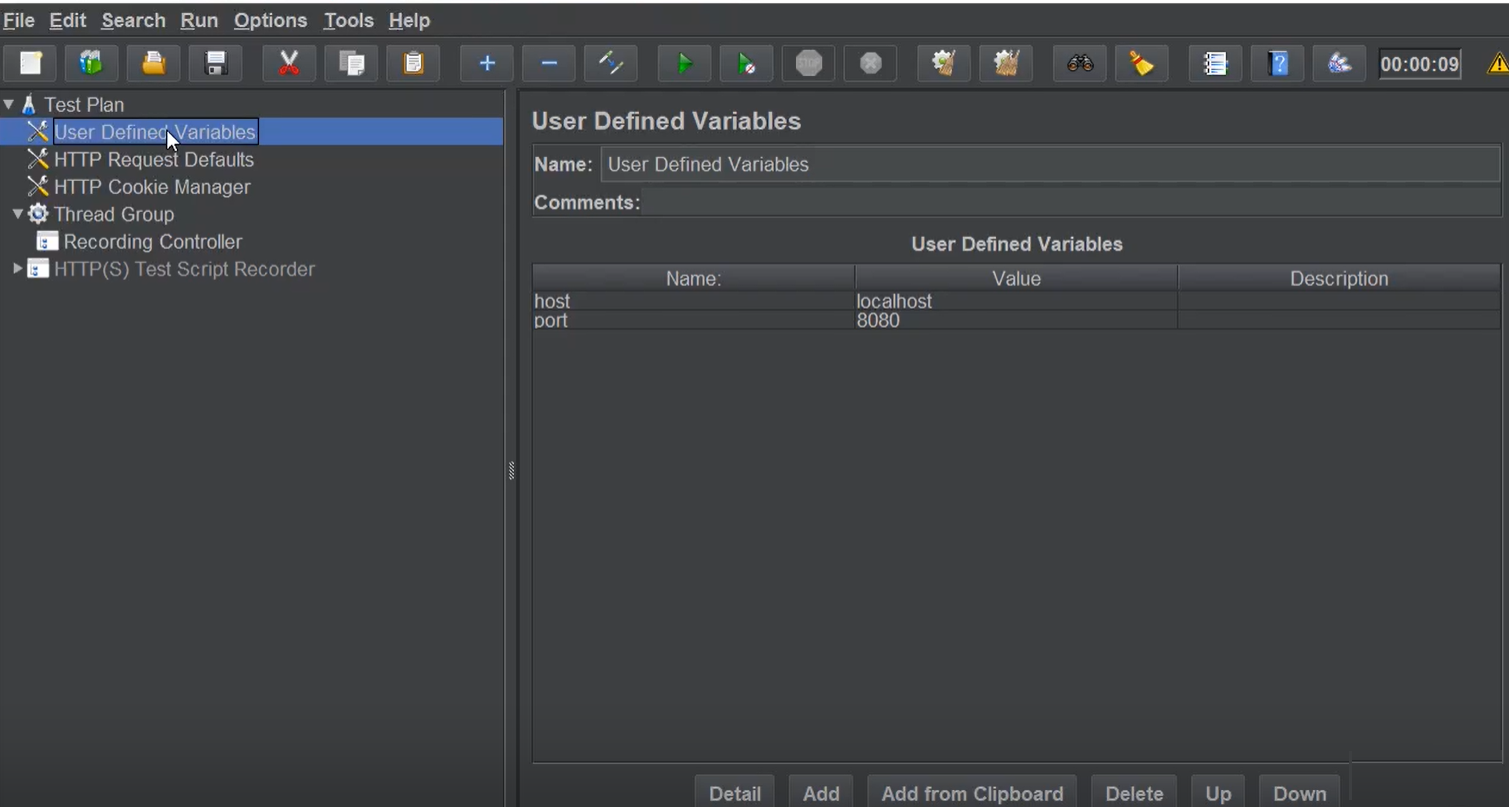 File Edit Search Run Options Tools Help
STOP
00:00:09
Test Plan
User Defined Variables
HTTP Request Defaults
HTTP Cookie Manager
Thread Group
Recording Controller
HTTP(S) Test Script Recorder
User Defined Variables
Name: User Defined Variables
Comments:
User Defined Variables
Name: Value Description
host localhost
port 8080
Detail Add Add from Clipboard Delete Up Down